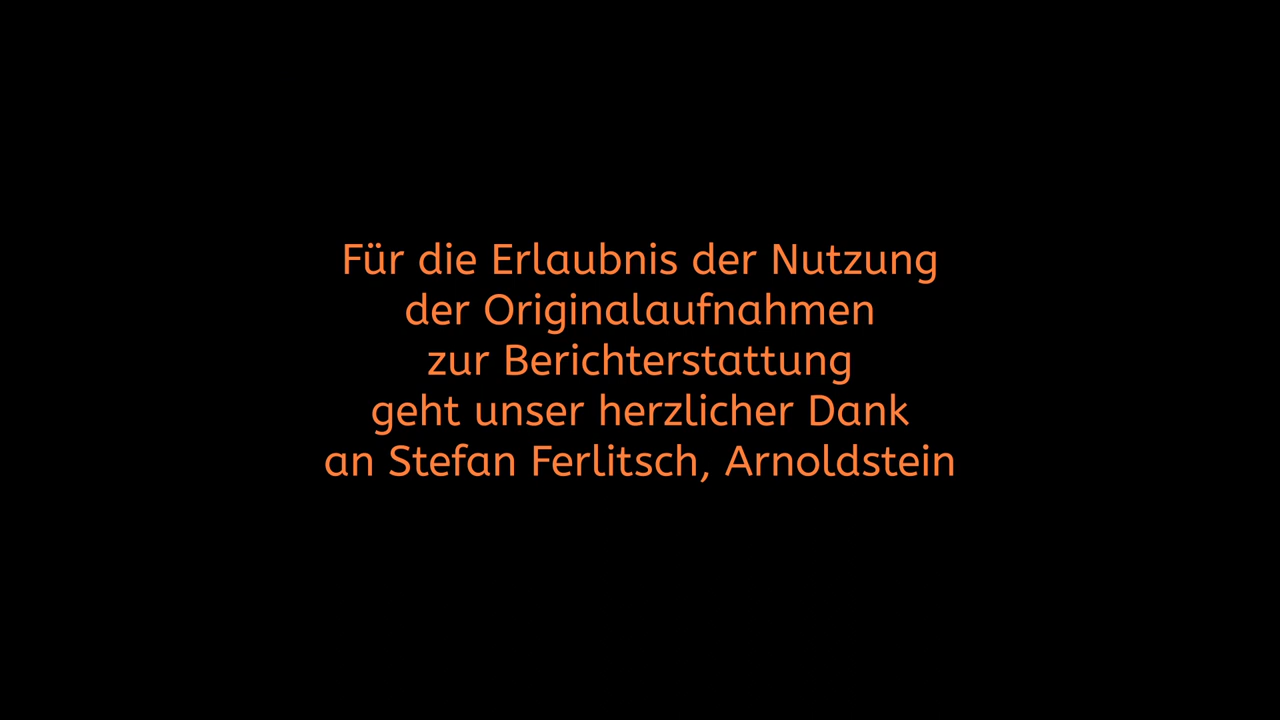 Für die Erlaubnis der Nutzung
der Originalaufnahmen
zur Berichterstattung
geht unser herzlicher Dank
an Stefan Ferlitsch, Arnoldstein